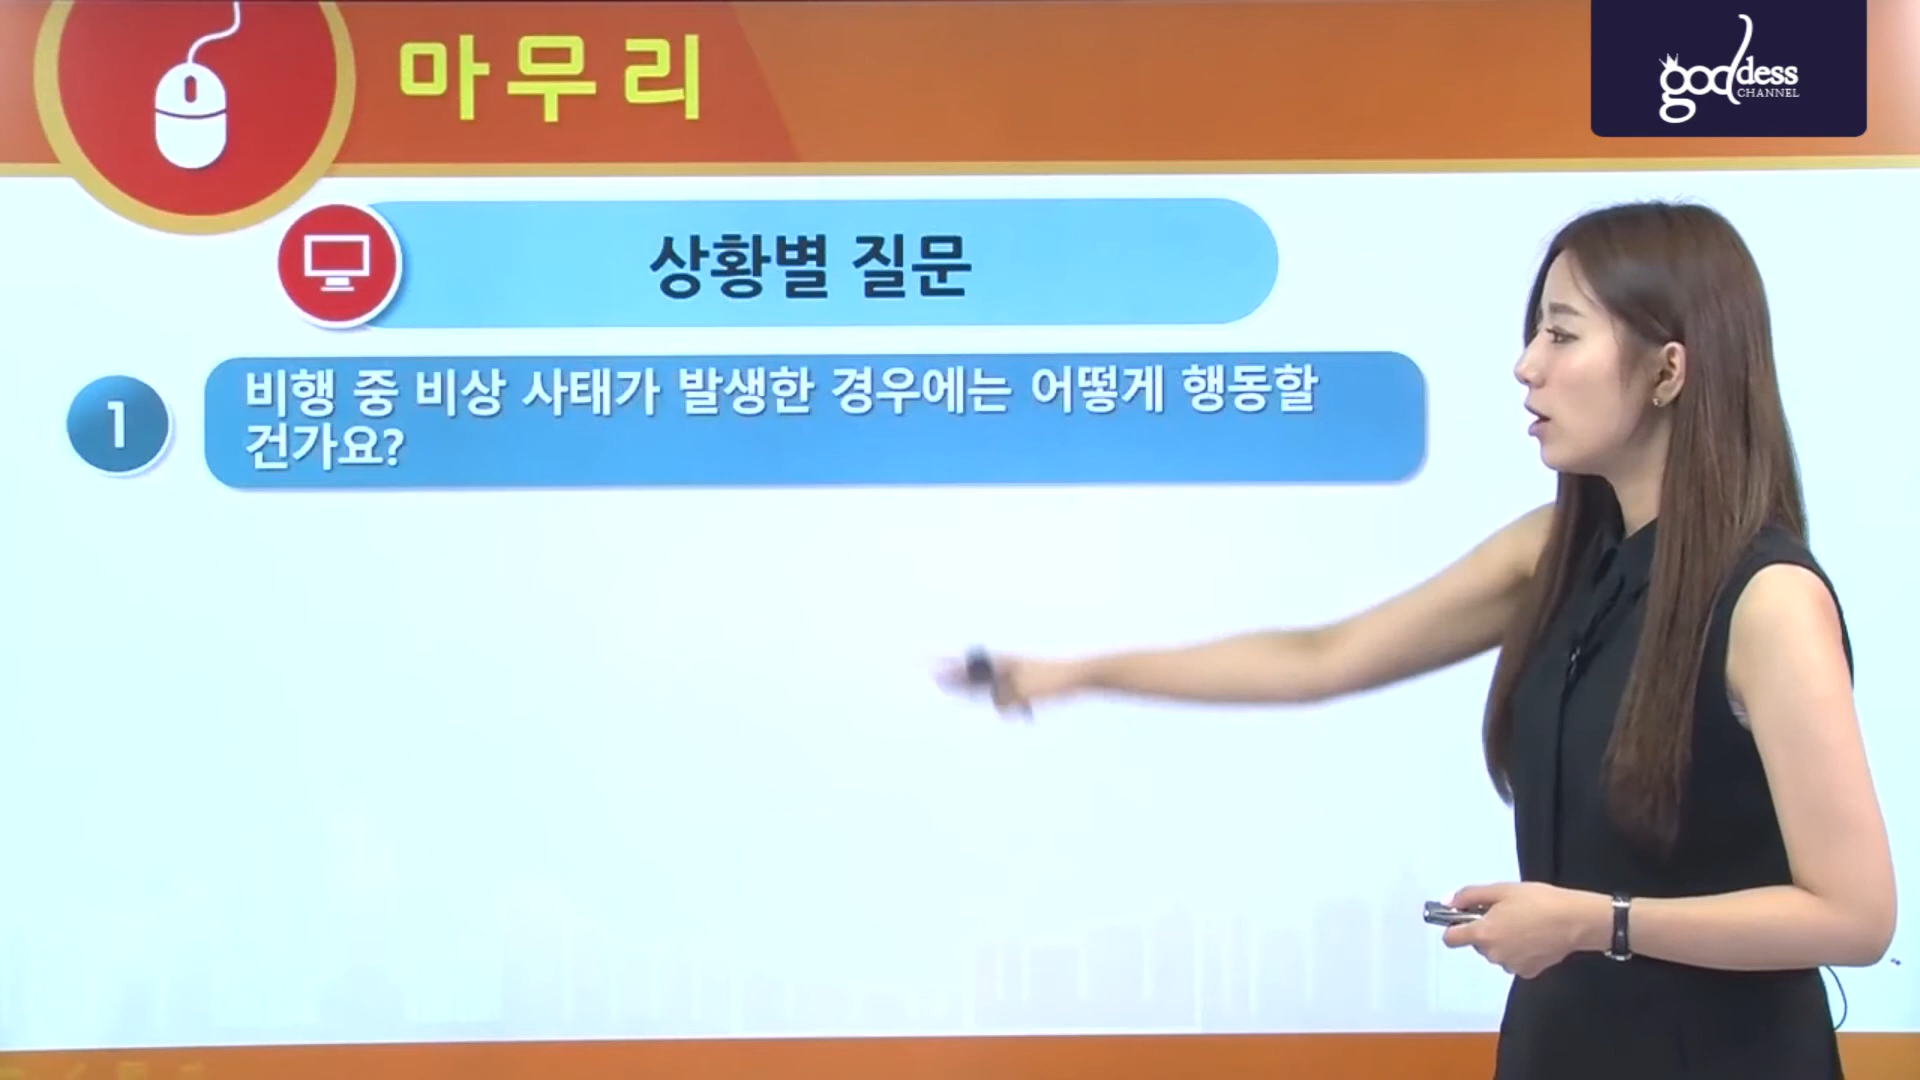 마무리
goddess
CHANNEL
상황별 질문
1
비행 중 비상 사태가 발생한 경우에는 어떻게 행동할
건가요?